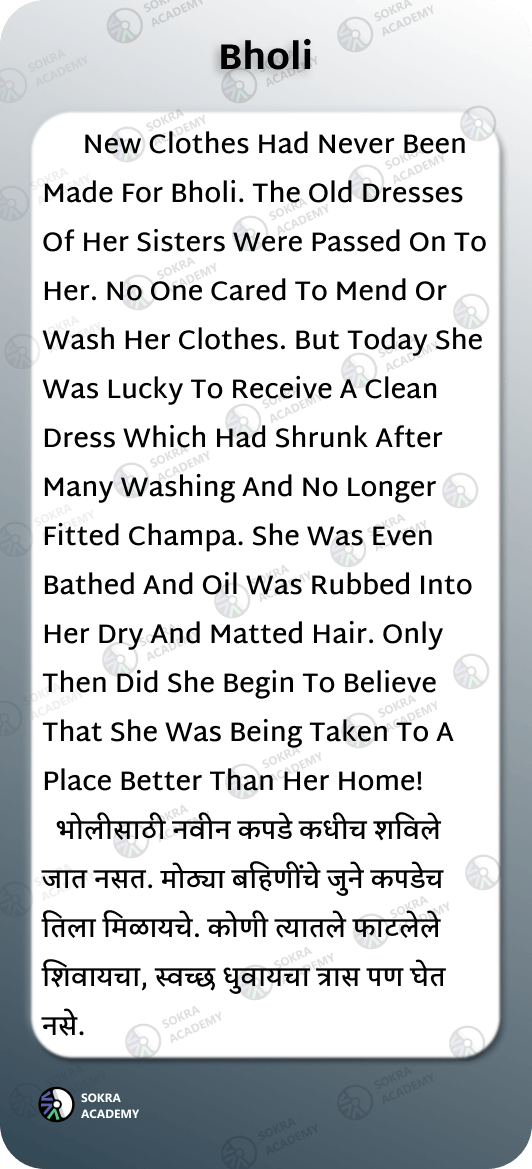 Bholi
New Clothes Had Never Been
Made For Bholi. The Old Dresses
Of Her Sisters Were Passed On To
Her. No One Cared To Mend Or
Wash Her Clothes. But Today She
Was Lucky To Receive A Clean
Dress Which Had Shrunk After
Many Washing And No Longer
Fitted Champa. She Was Even
Bathed And Oil Was Rubbed Into
Her Dry And Matted Hair. Only
Then Did She Begin To Believe
That She Was Being Taken To A
Place Better Than Her Home!
भोलीसाठी नवीन कपडे कधीच शविले
जात नसत. मोठ्या बहिणींचे जुने कपडेच
तिला मिळायचे. कोणी त्यातले फाटलेले
शिवायचा, स्वच्छ धुवायचा त्रास पण घेत
नसे.
SOKRA
ACADEMY